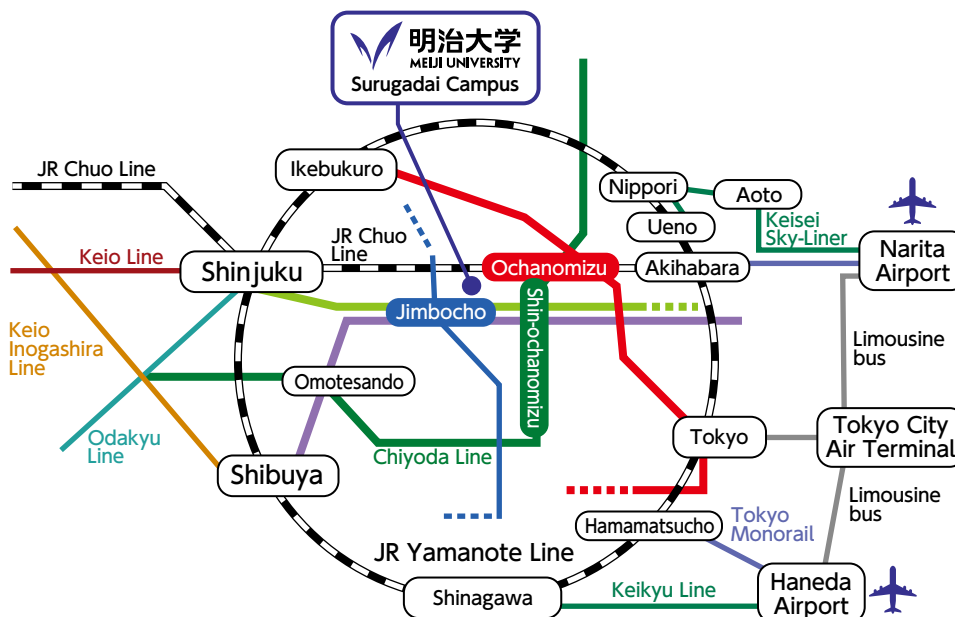 明治大学
MEIJI UNIVERSITY
Surugadai Campus
JR Chuo Line
Ikebukuro
Nippori
Aoto
Ueno
Keisei
Sky-Liner
JR Chuo
Line
Keio Line
Shinjuku
Ochanomizu
Akihabara
Narita
Airport
Jimbocho
Shin-ochanomizu
Keio
Inogashira
Line
Limousine
bus
Omotesando
Odakyu
Line
Chiyoda Line
Tokyo
Tokyo City
Air Terminal
Shibuya
Limousine
bus
Hamamatsucho
Tokyo
Monorail
JR Yamanote Line
Shinagawa
Keikyu Line
Haneda
Airport